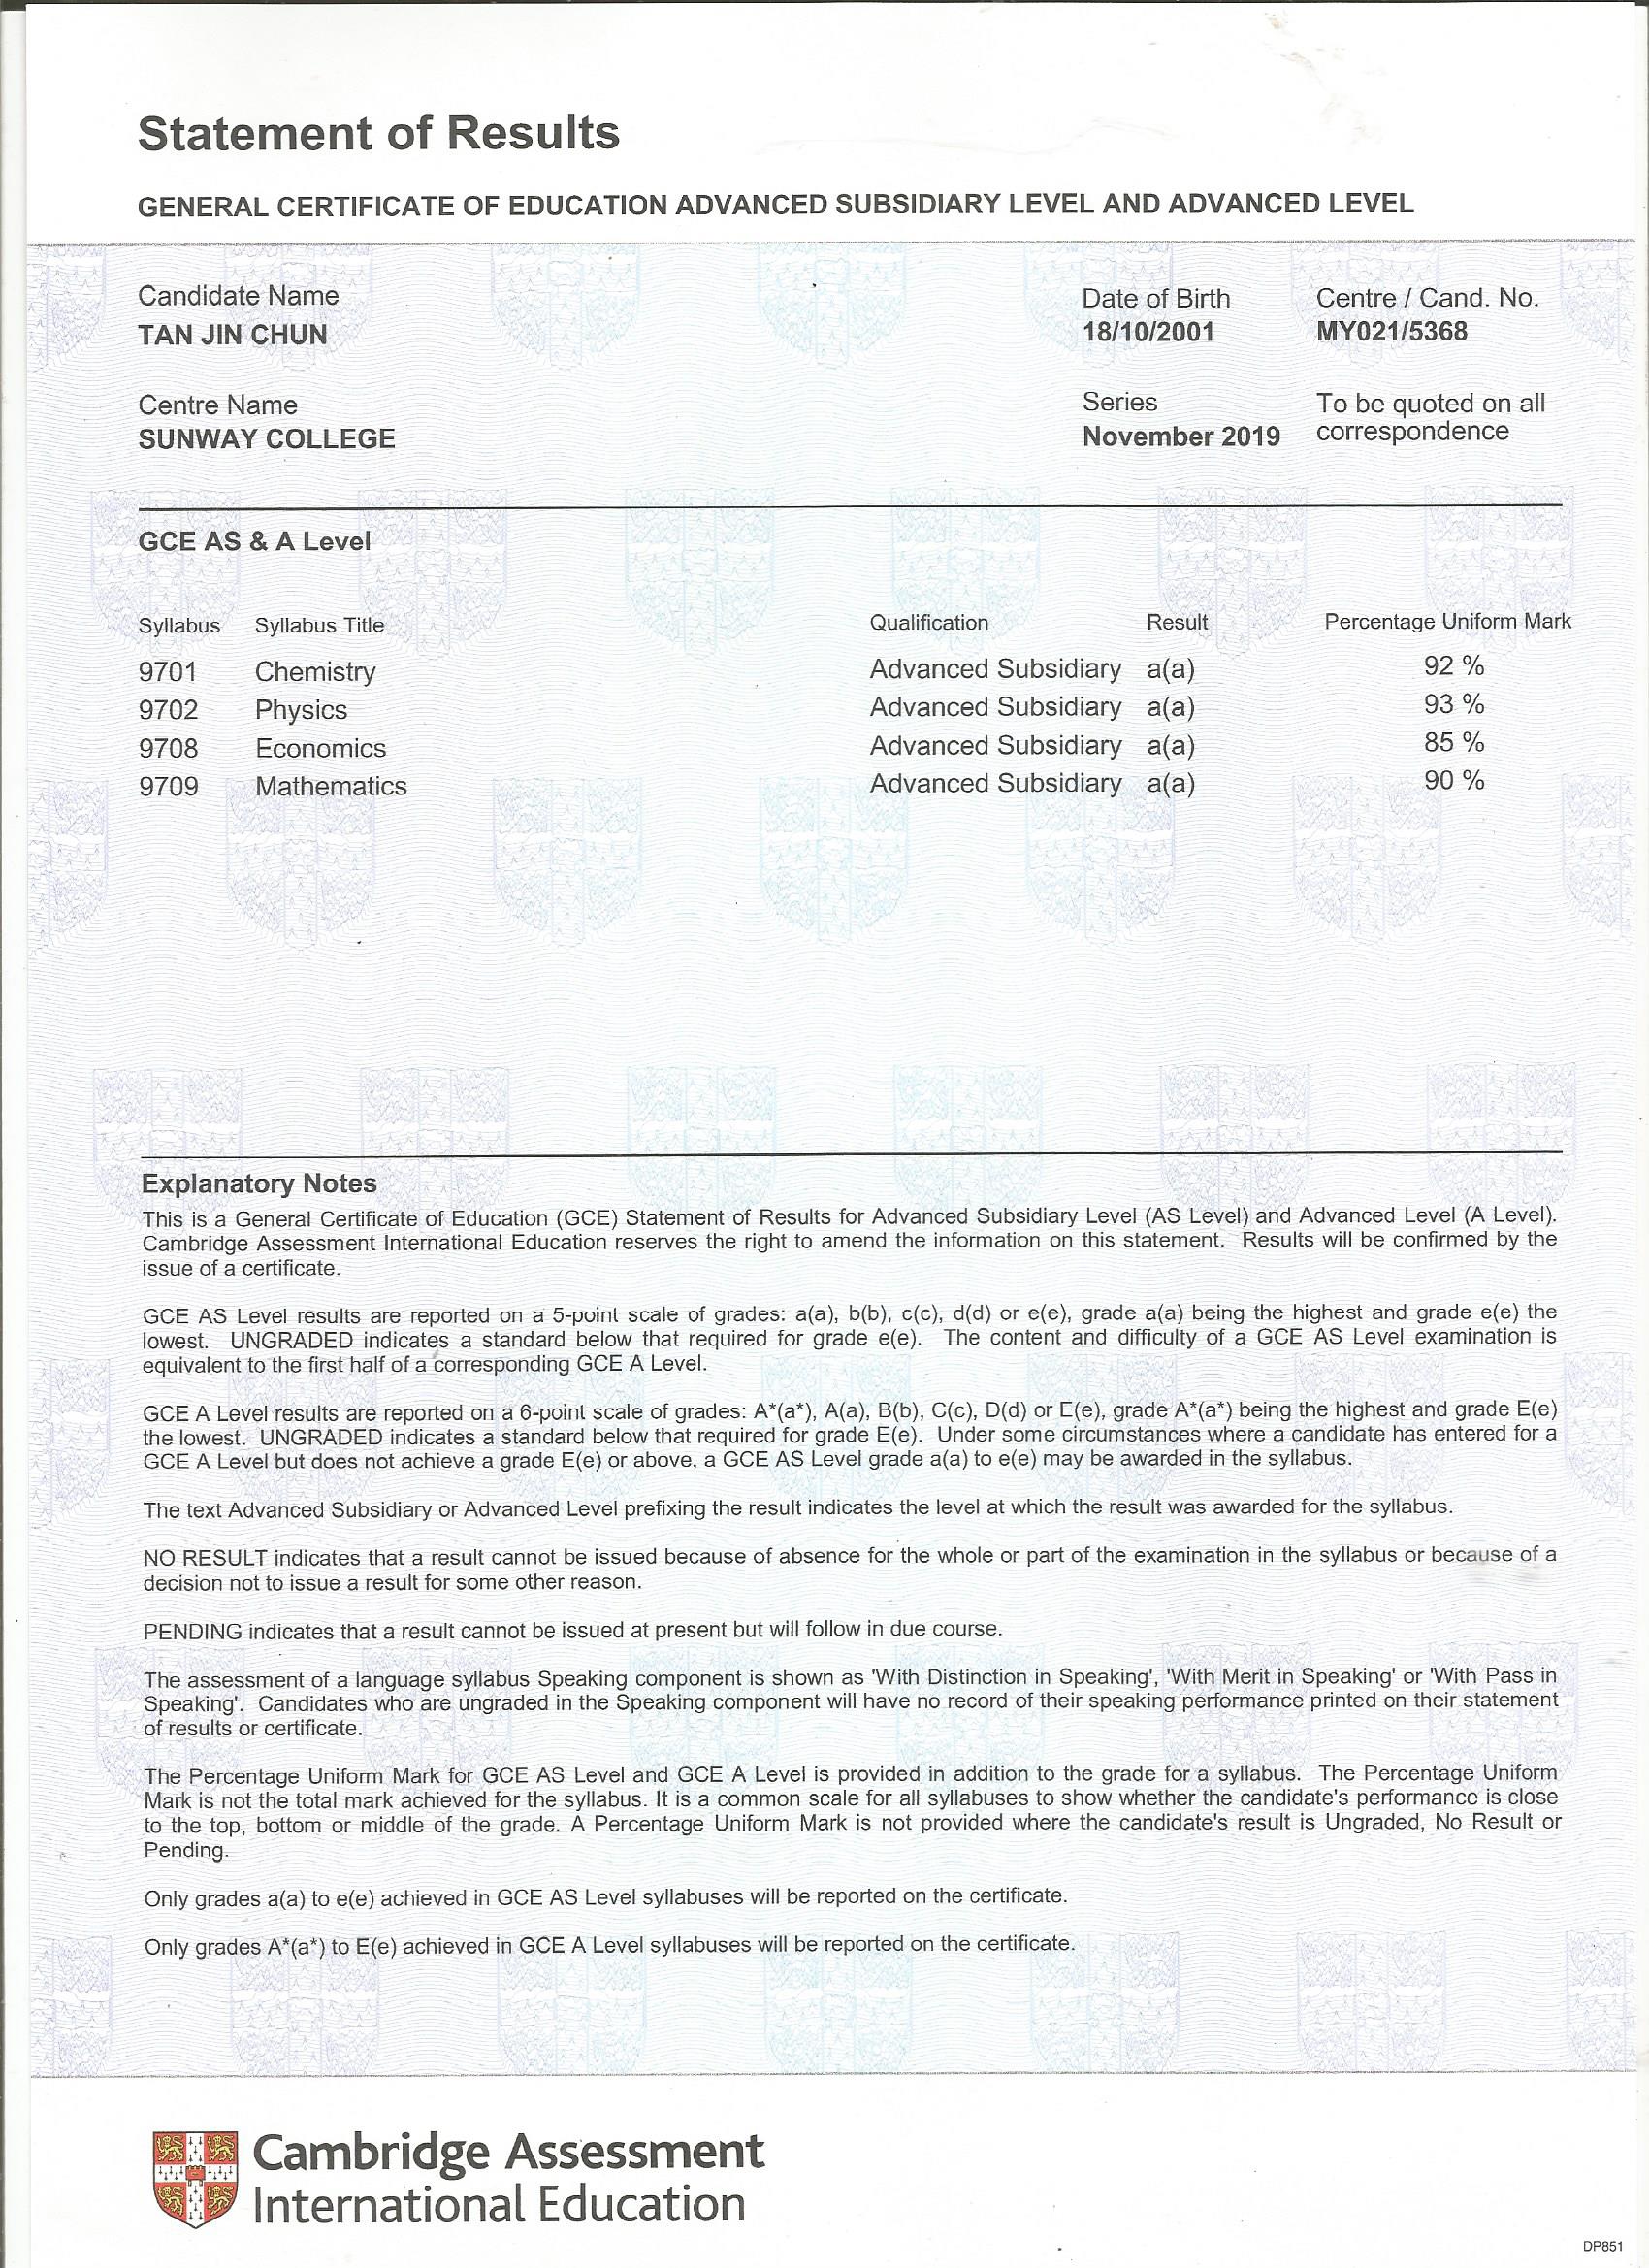 Statement of Results
GENERAL CERTIFICATE OF EDUCATION ADVANCED SUBSIDIARY LEVEL AND ADVANCED LEVEL
Candidate Name Date of Birth Centre / Cand. No.
TAN JIN CHUN 18/10/2001 MY021/5368
Centre Name Series To be quoted on all
SUNWAY COLLEGE November 2019 correspondence
GCE AS & A Level
Syllabus Syllabus Title Qualification Result Percentage Uniform Mark
9701 Chemistry Advanced Subsidiary a(a) 92 %
9702 Physics Advanced Subsidiary a(a) 93 %
9708 Economics Advanced Subsidiary a(a) 85 %
9709 Mathematics Advanced Subsidiary a(a) 90 %
Explanatory Notes
This is a General Certificate of Education (GCE) Statement of Results for Advanced Subsidiary Level (AS Level) and Advanced Level (A Level).
Cambridge Assessment International Education reserves the right to amend the information on this statement. Results will be confirmed by the
issue of a certificate.
GCE AS Level results are reported on a 5-point scale of grades: a(a), b(b), c(c), d(d) or e(e), grade a(a) being the highest and grade e(e) the
lowest. UNGRADED indicates a standard below that required for grade e(e). The content and difficulty of a GCE AS Level examination is
equivalent to the first half of a corresponding GCE A Level.
GCE A Level results are reported on a 6-point scale of grades: A*(a*), A(a), B(b), C(c), D(d) or E(e), grade A*(a*) being the highest and grade E(e)
the lowest. UNGRADED indicates a standard below that required for grade E(e). Under some circumstances where a candidate has entered for a
GCE A Level but does not achieve a grade E(e) or above, a GCE AS Level grade a(a) to e(e) may be awarded in the syllabus.
The text Advanced Subsidiary or Advanced Level prefixing the result indicates the level at which the result was awarded for the syllabus.
NO RESULT indicates that a result cannot be issued because of absence for the whole or part of the examination in the syllabus or because of a
decision not to issue a result for some other reason.
PENDING indicates that a result cannot be issued at present but will follow in due course.
The assessment of a language syllabus Speaking component is shown as 'With Distinction in Speaking', 'With Merit in Speaking' or 'With Pass in
Speaking'. Candidates who are ungraded in the Speaking component will have no record of their speaking performance printed on their statement
of results or certificate.
The Percentage Uniform Mark for GCE AS Level and GCE A Level is provided in addition to the grade for a syllabus. The Percentage Uniform
Mark is not the total mark achieved for the syllabus. It is a common scale for all syllabuses to show whether the candidate's performance is close
to the top, bottom or middle of the grade. A Percentage Uniform Mark is not provided where the candidate's result is Ungraded, No Result or
Pending.
Only grades a(a) to e(e) achieved in GCE AS Level syllabuses will be reported on the certificate.
Only grades A*(a*) to E(e) achieved in GCE A Level syllabuses will be reported on the certificate.
Cambridge Assessment
International Education
DP851